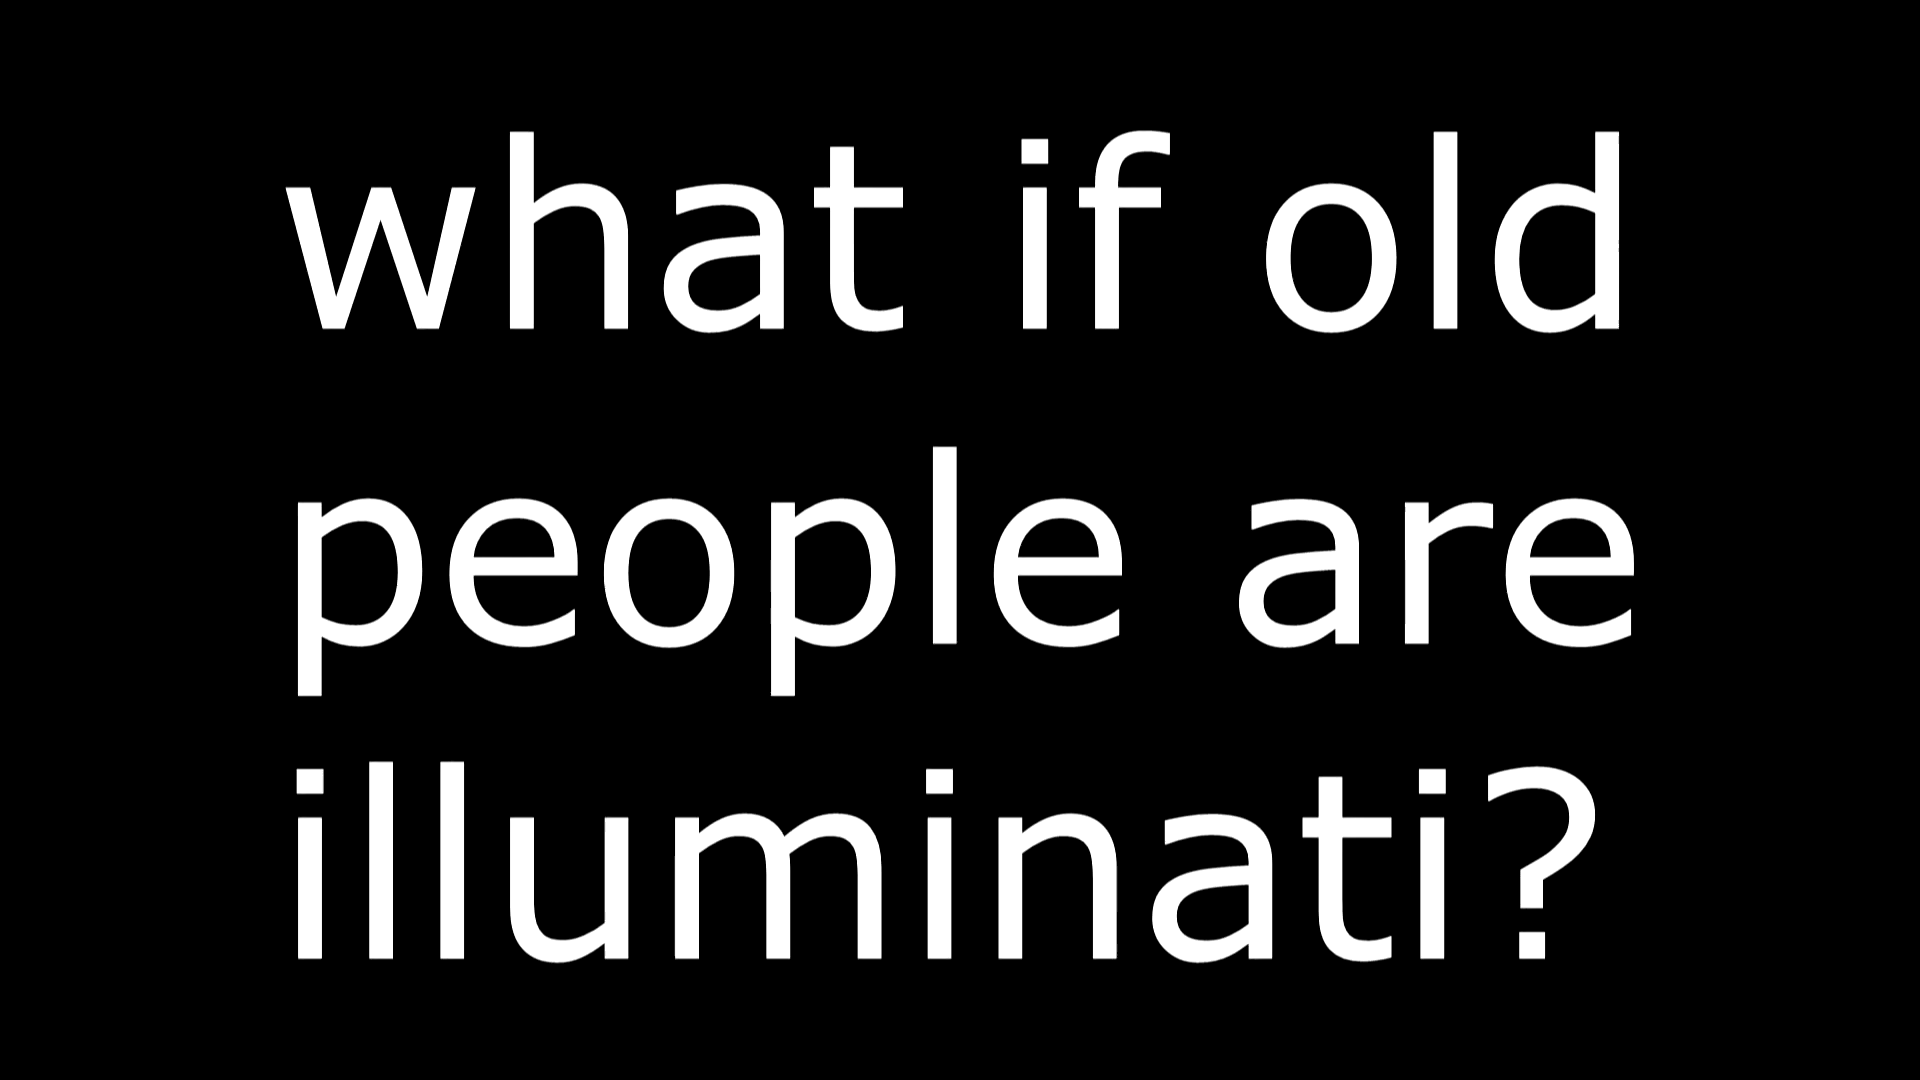 what if old
people are
illuminati?